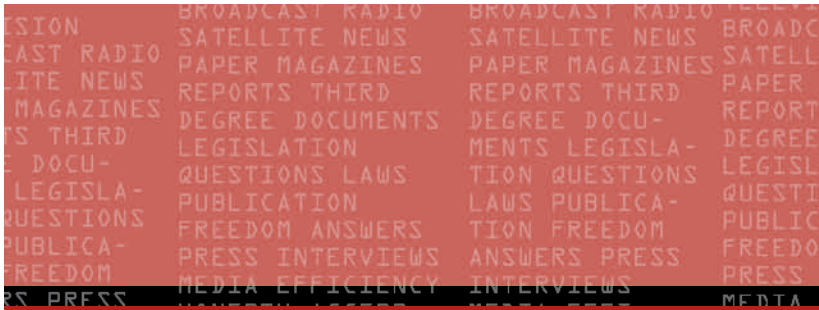 ISION
CAST RADIO
LITE NEWS
MAGAZINES
TS THIRD
E DOCU-
LEGISLA-
QUESTIONS
PUBLICA-
FREEDOM
RS PRESS
BROADCAST RADIO
SATELLITE NEWS
PAPER MAGAZINES
REPORTS THIRD
DEGREE DOCUMENTS
LEGISLATION
QUESTIONS LAWS
PUBLICATION
FREEDOM ANSWERS
PRESS INTERVIEWS
MEDIA EFFICIENCY
BROADCAST RADIO
SATELLITE NEWS
PAPER MAGAZINES
REPORTS THIRD
DEGREE DOCU-
MENTS LEGISLA-
TION QUESTIONS
LAWS PUBLICA-
TION FREEDOM
ANSWERS PRESS
INTERVIEWS
BROADC
SATELL
PAPER
REPORT
DEGREE
LEGISL
QUESTI
PUBLIC
FREEDO
PRESS
MEDIA